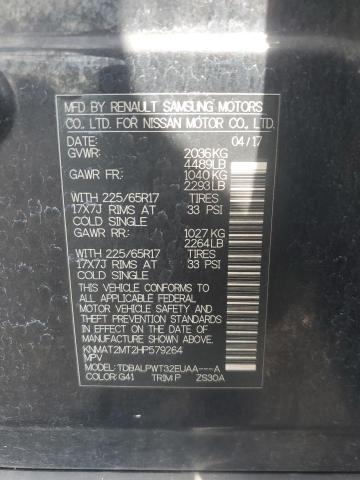 MFD BY RENAULT SAMSUNG MOTORS
CO., LTD. FOR NISSAN MOTOR CO., LTD.
DATE: 04/17
GVWR: 2036KG
4489LB
GAWR FR: 1040KG
2293LB
WITH 225/65R17 TIRES
17X7J RIMS AT 33 PSI
COLD SINGLE
GAWR RR: 1027KG
2264LB
WITH 225/65R17 TIRES
17X7J RIMS AT 33 PSI
COLD SINGLE
THIS VEHICLE CONFORMS TO
ALL APPLICABLE FEDERAL
MOTOR VEHICLE SAFETY AND
THEFT PREVENTION
STANDARDS IN EFFECT ON THE
DATE OF MANUFACTURE SHOWN
ABOVE.
KNMAT2MT2HP579264
MPV
MODEL: TDBALPWT32EUAA---A
COLOR: G41 TRIM P ZS30A